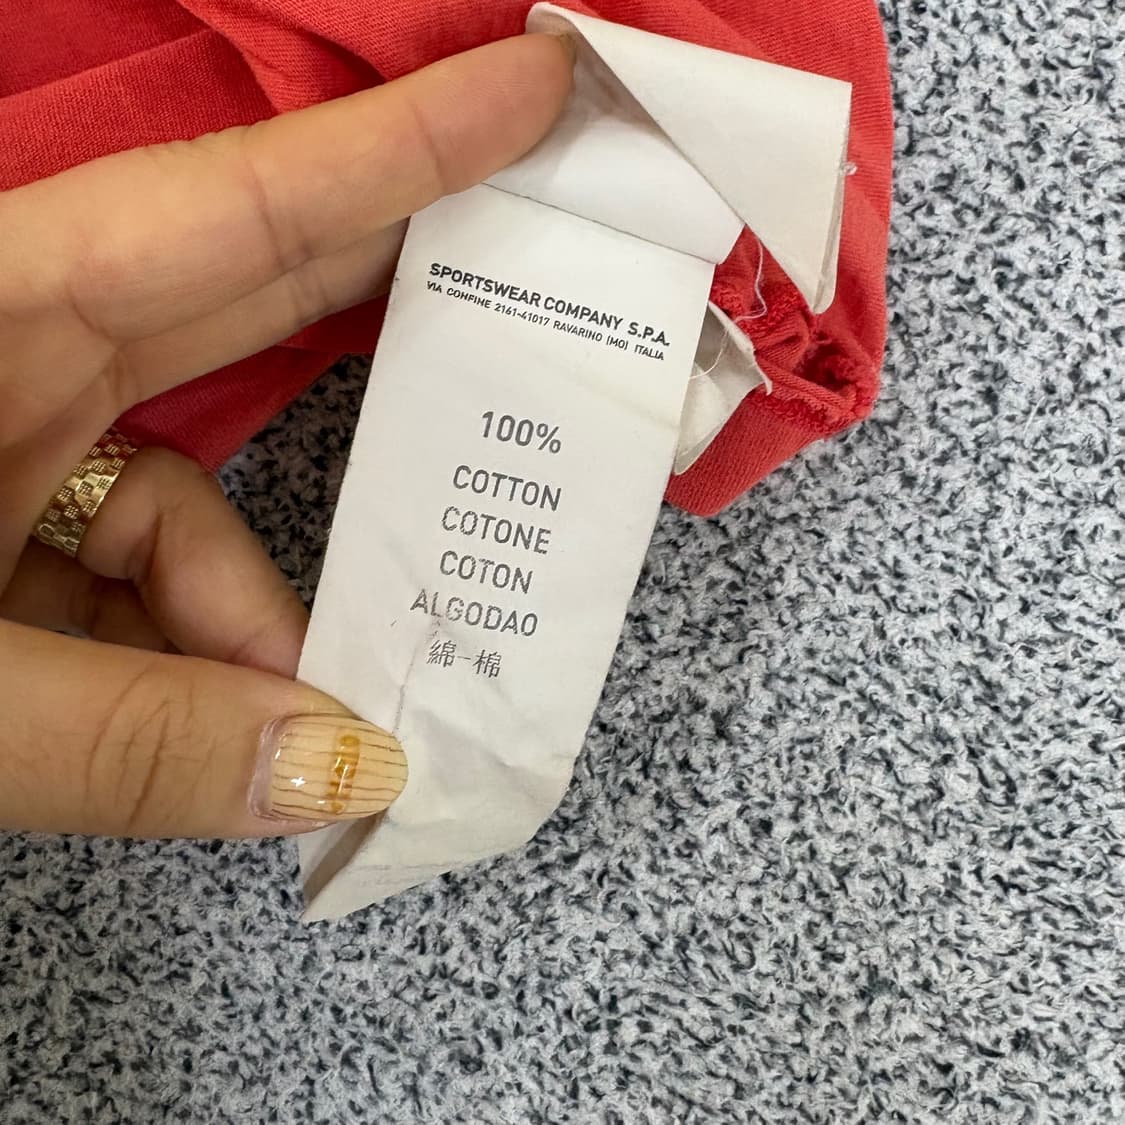 SPORTSWEAR COMPANY S.P.A.
VIA CONFINE 2161-41017 RAVARINO (MO) ITALIA
100%
COTTON
COTONE
COTON
ALGODAO
綿-棉